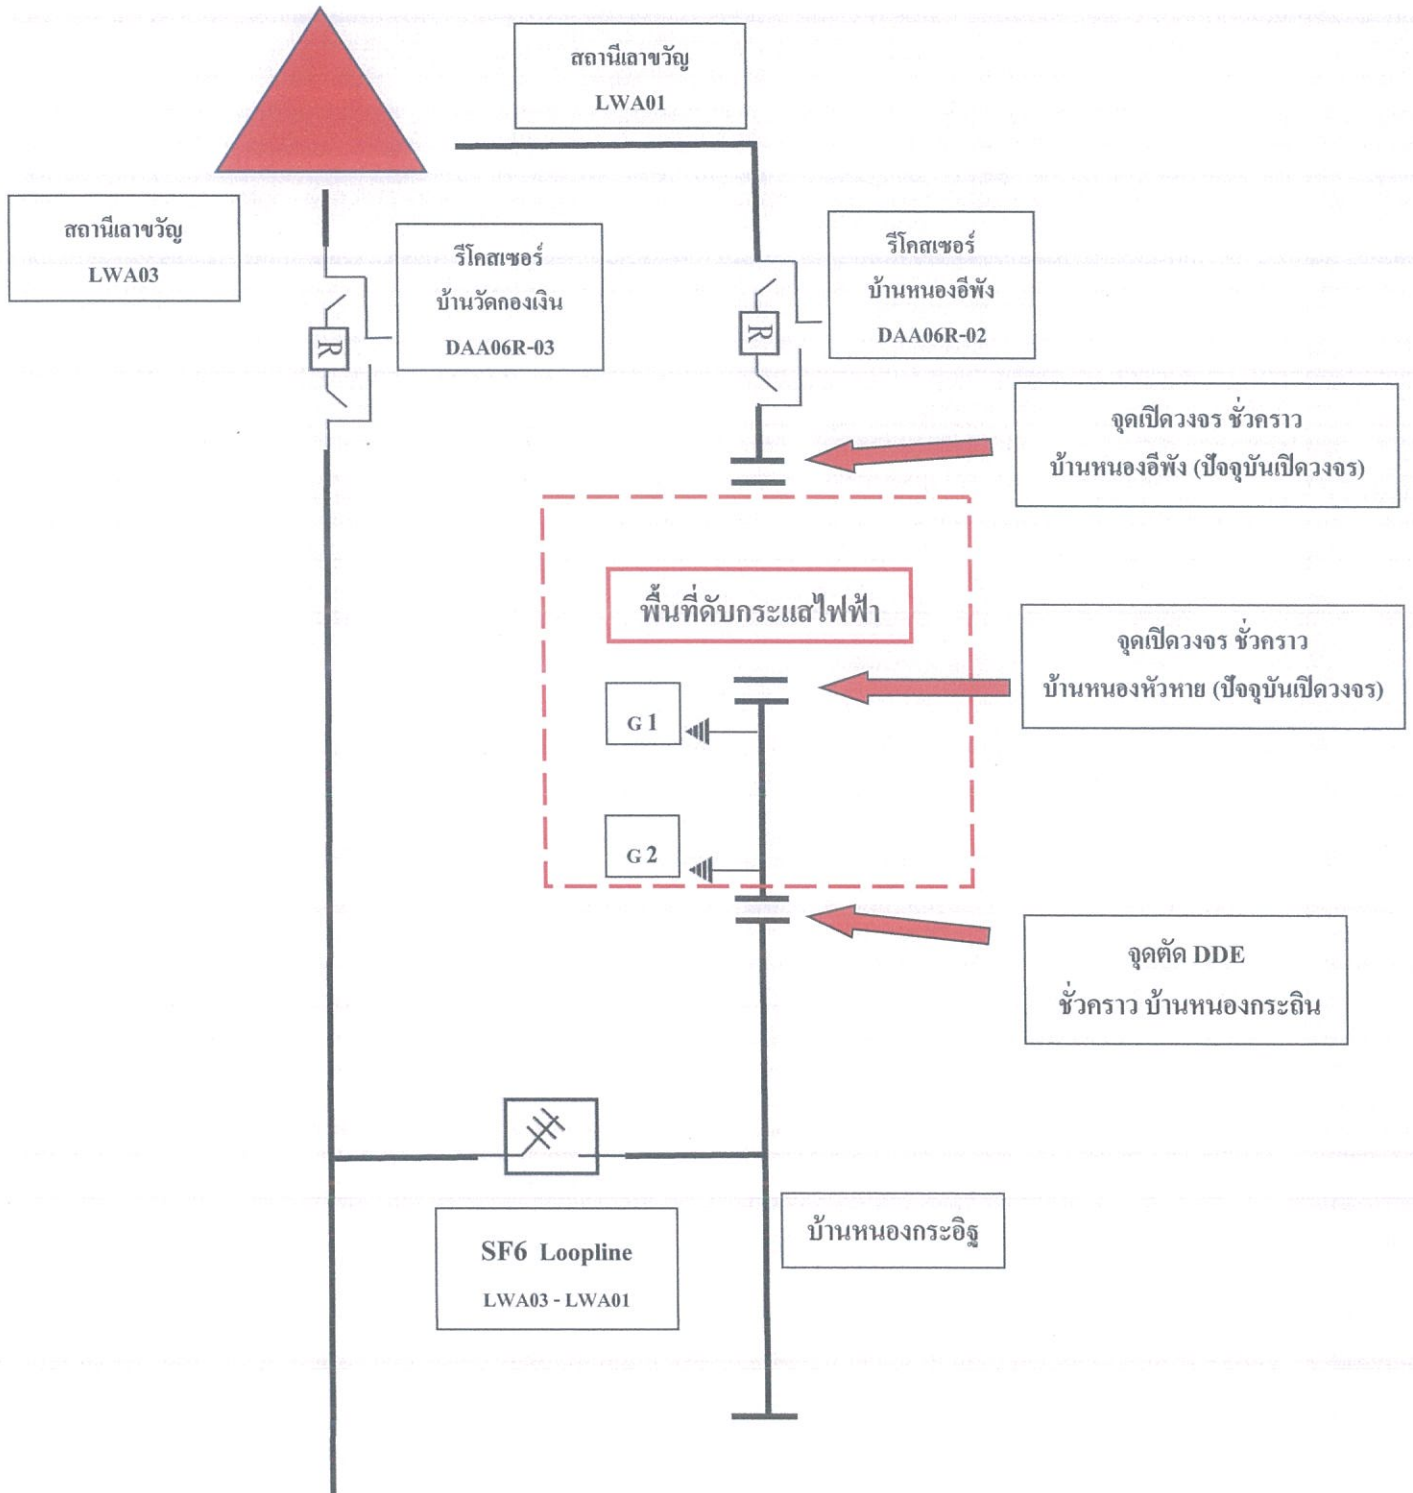 สถานีเลาขวัญ
LWA01
สถานีเลาขวัญ
LWA03
รีโคสเซอร์
บ้านวัดกองเงิน
DAA06R-03
รีโคสเซอร์
บ้านหนองอีพัง
DAA06R-02
R
R
จุดเปิดวงจร ชั่วคราว
บ้านหนองอีพัง (ปัจจุบันเปิดวงจร)
พื้นที่ดับกระแสไฟฟ้า
จุดเปิดวงจร ชั่วคราว
บ้านหนองหัวหาย (ปัจจุบันเปิดวงจร)
G 1
G 2
จุดตัด DDE
ชั่วคราว บ้านหนองกระถิน
SF6 Loopline
LWA03 - LWA01
บ้านหนองกระอิฐ